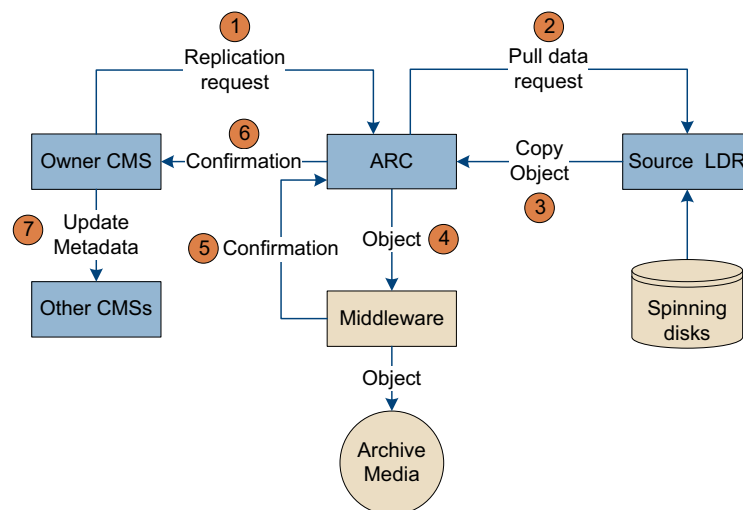 1
Replication
request
2
Pull data
request
Owner CMS
6
Confirmation
ARC
Copy
Object
3
Source LDR
7
Update
Metadata
5
Confirmation
Object
4
Other CMSs
Middleware
Spinning
disks
Object
Archive
Media